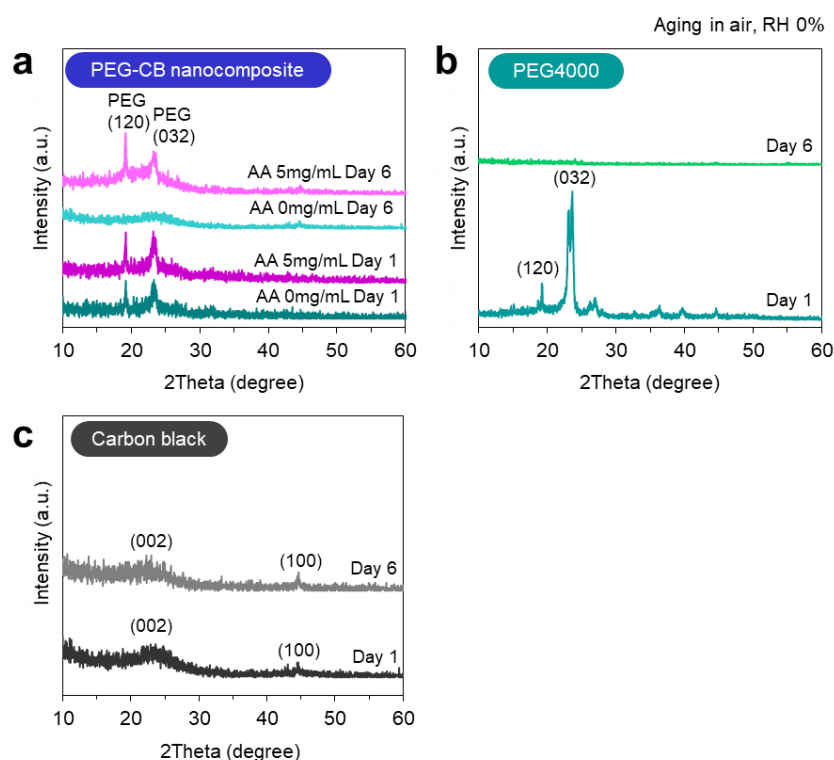 Aging in air, RH 0%
a
PEG-CB nanocomposite
PEG
(120)
PEG
(032)
AA 5mg/mL Day 6
AA 0mg/mL Day 6
AA 5mg/mL Day 1
AA 0mg/mL Day 1
Intensity (a.u.)
10 20 30 40 50 60
2Theta (degree)
b
PEG4000
Day 6
(032)
(120)
Day 1
Intensity (a.u.)
10 20 30 40 50 60
2Theta (degree)
c
Carbon black
(002)
(100)
Day 6
(002)
(100)
Day 1
Intensity (a.u.)
10 20 30 40 50 60
2Theta (degree)